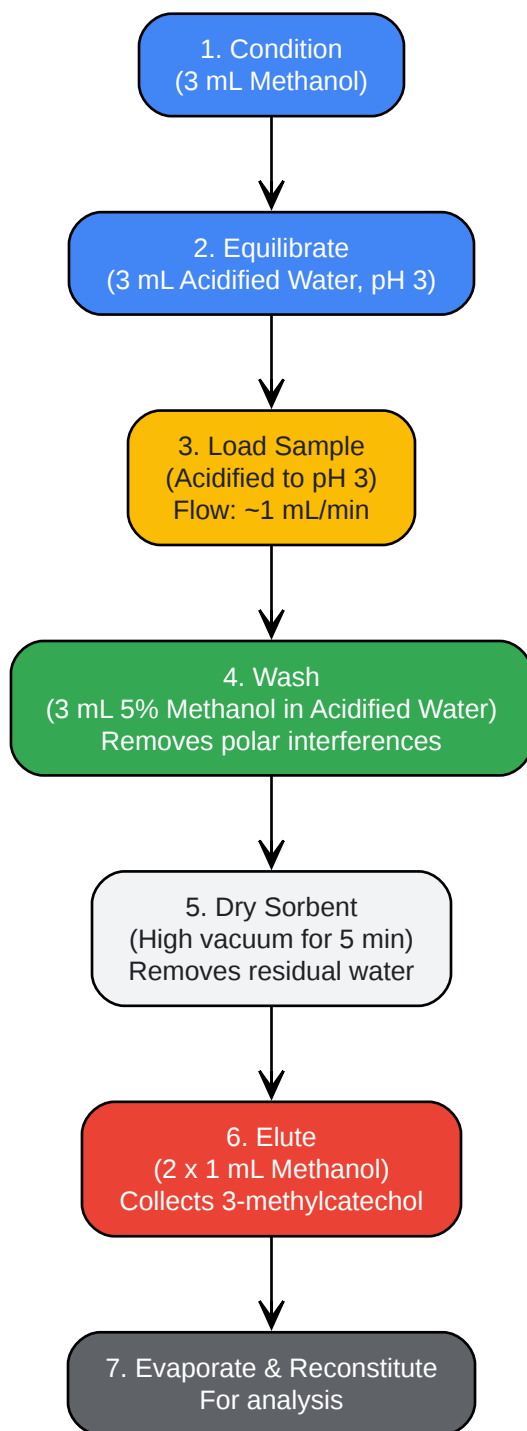 1. Condition
(3 mL Methanol)
2. Equilibrate
(3 mL Acidified Water, pH 3)
3. Load Sample
(Acidified to pH 3)
Flow: ~1 mL/min
4. Wash
(3 mL 5% Methanol in Acidified Water)
Removes polar interferences
5. Dry Sorbent
(High vacuum for 5 min)
Removes residual water
6. Elute
(2 x 1 mL Methanol)
Collects 3-methylcatechol
7. Evaporate & Reconstitute
For analysis